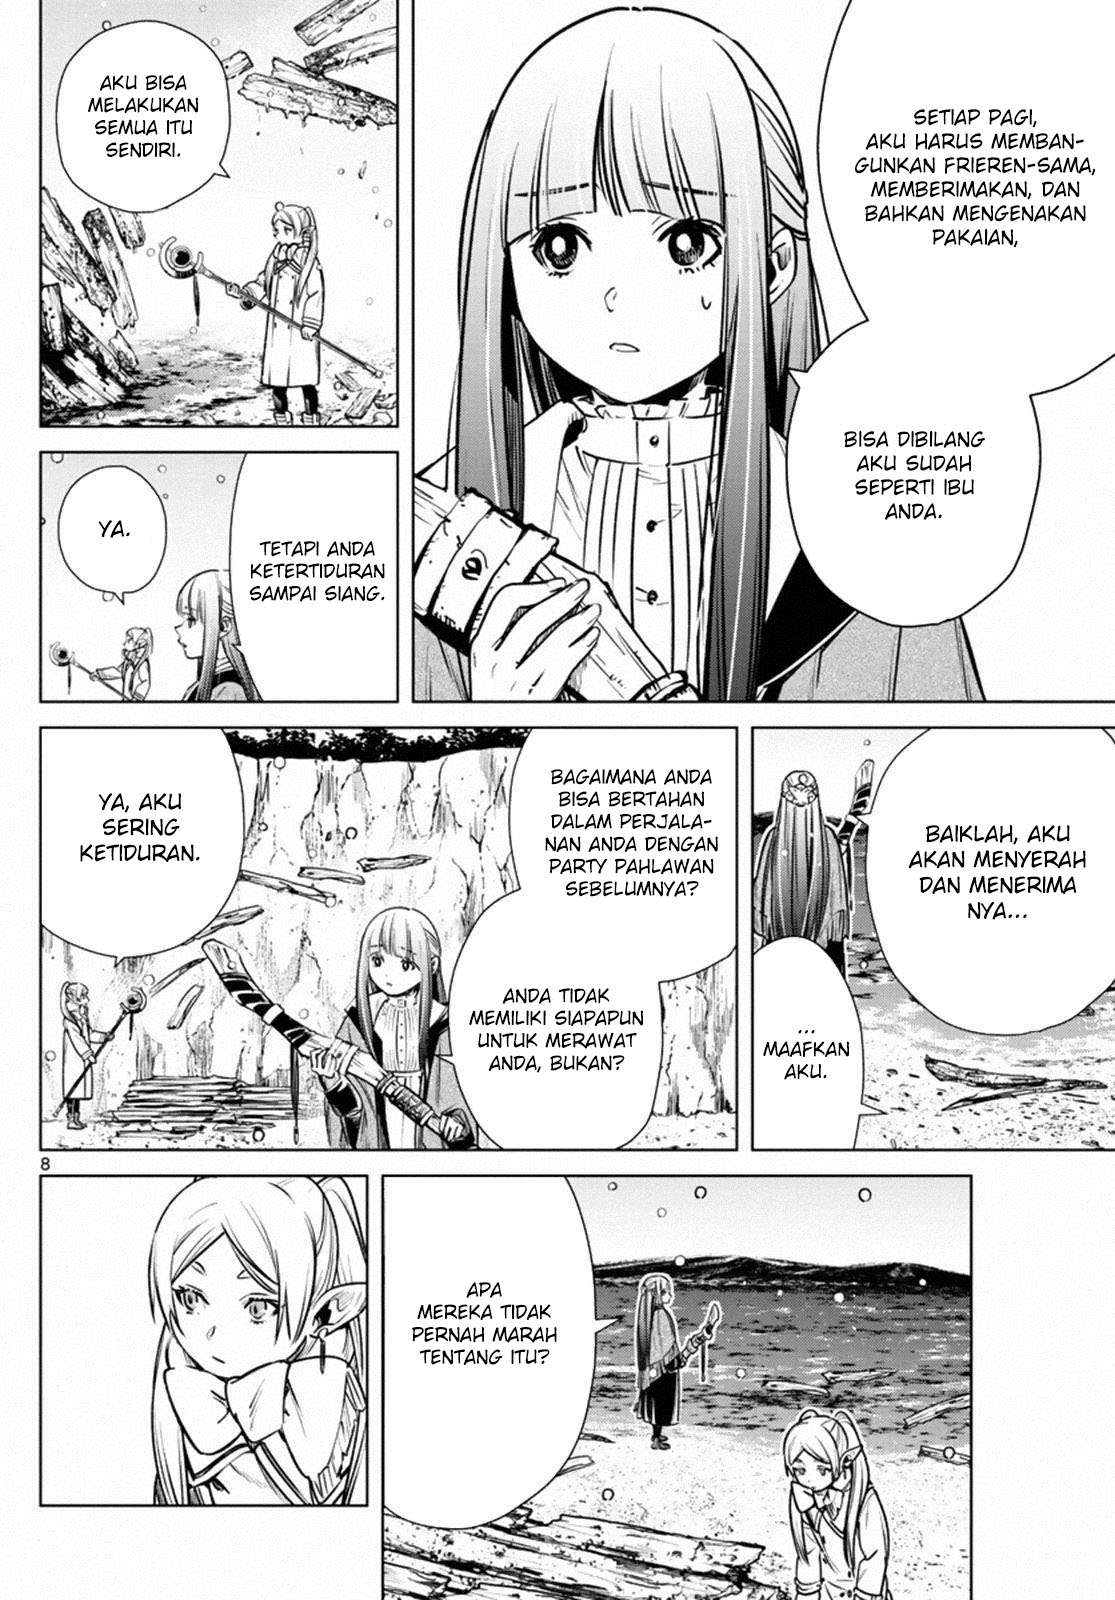 SETIAP PAGI,
AKU HARUS MEMBAN-
GUNKAN FRIEREN-SAMA,
MEMBERIMAKAN, DAN
BAHKAN MENGENAKAN
PAKAIAN,
BISA DIBILANG
AKU SUDAH
SEPERTI IBU
ANDA.
AKU BISA
MELAKUKAN
SEMUA ITU
SENDIRI.
TETAPI ANDA
KETERTIDURAN
SAMPAI SIANG.
YA.
BAIKLAH, AKU
AKAN MENYERAH
DAN MENERIMA
NYA...
...
MAAFKAN
AKU.
BAGAIMANA ANDA
BISA BERTAHAN
DALAM PERJALA-
NAN ANDA DENGAN
PARTY PAHLAWAN
SEBELUMNYA?
ANDA TIDAK
MEMILIKI SIAPAPUN
UNTUK MERAWAT
ANDA, BUKAN?
YA, AKU
SERING
KETIDURAN.
8
APA
MEREKA TIDAK
PERNAH MARAH
TENTANG ITU?